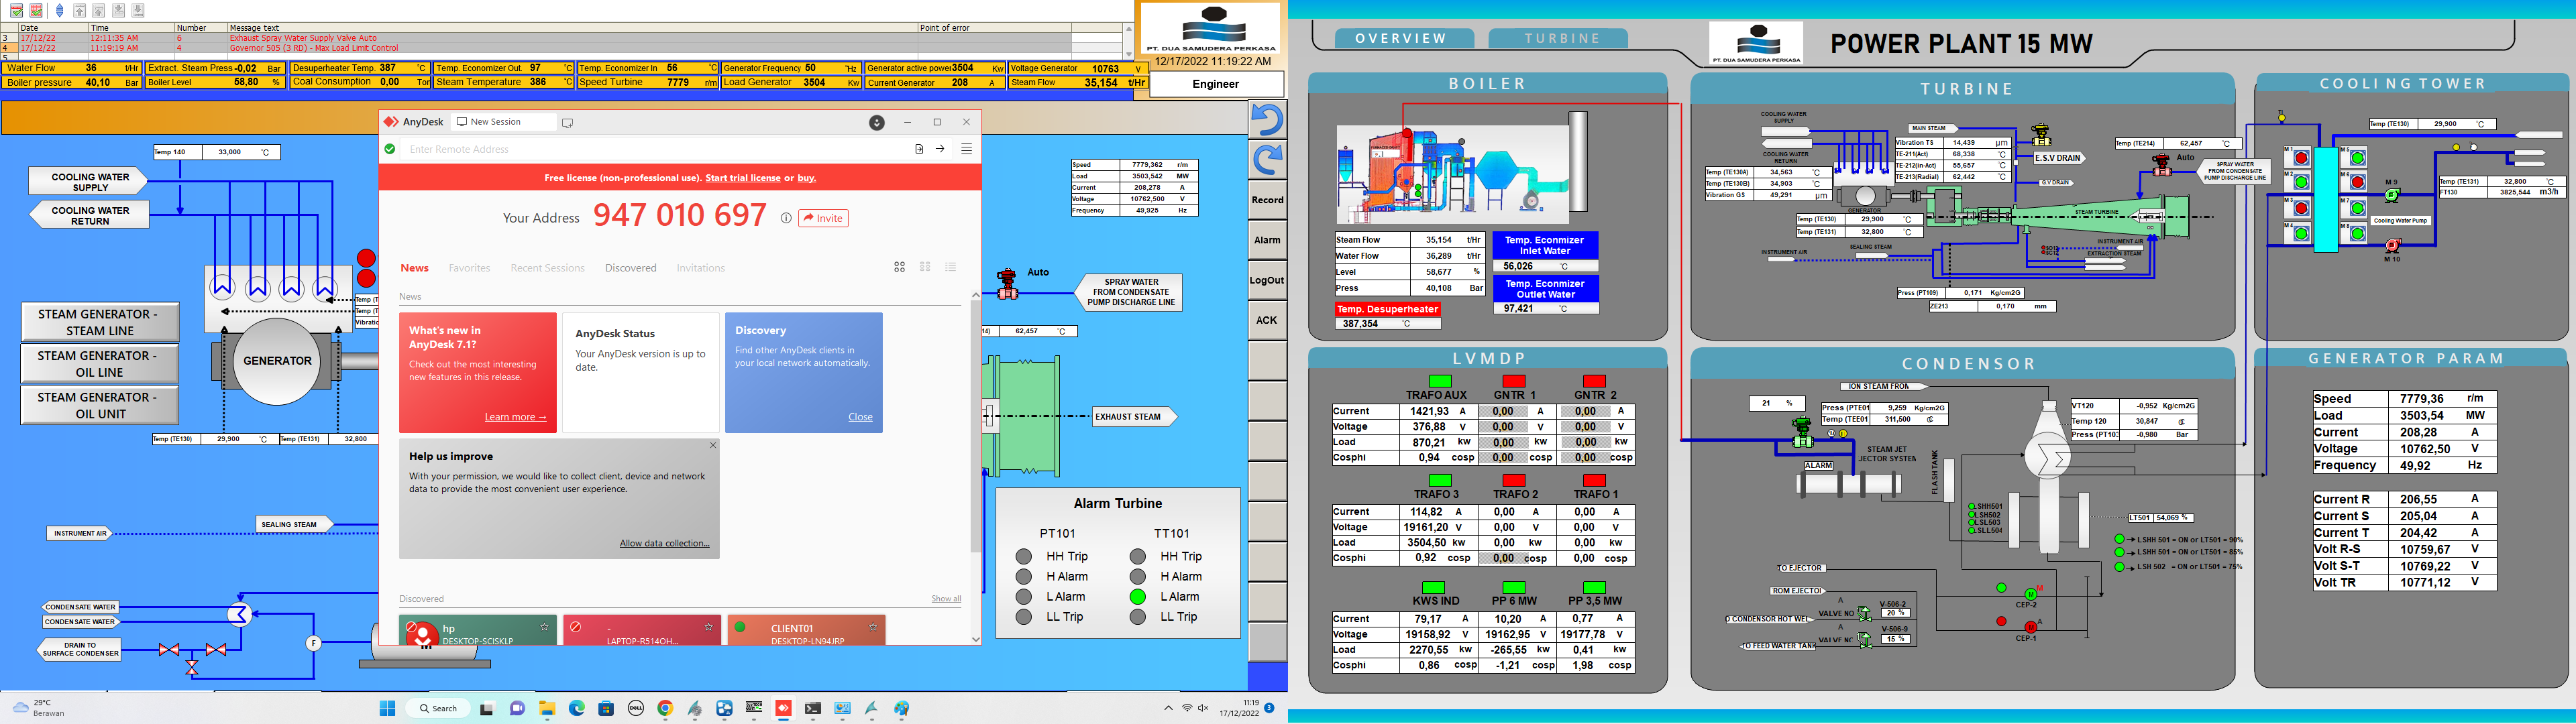 Date Time Number Message text Point of error
3 17/12/22 12:11:35 AM 6 Exhaust Spray Water Supply Valve Auto
4 17/12/22 11:19:19 AM 4 Governor 505 (3 RD) - Max Load Limit Control
5
PT. DUA SAMUDERA PERKASA
12/17/2022 11:19:22 AM
Engineer
Water Flow 36 t/Hr Extract. Steam Press -0,02 Bar Desuperheater Temp. 387 °C Temp. Economizer Out. 97 °C Temp. Economizer In 56 °C Generator Frequency 50 Hz Generator active power 3504 Kw Voltage Generator 10763 V
Boiler pressure 40,10 Bar Boiler Level 58,80 % Coal Consumption 0,00 Ton Steam Temperature 386 °C Speed Turbine 7779 r/m Load Generator 3504 Kw Current Generator 208 A Steam Flow 35,154 t/Hr
Temp 140 33,000 °C
COOLING WATER
SUPPLY
COOLING WATER
RETURN
STEAM GENERATOR -
STEAM LINE
STEAM GENERATOR -
OIL LINE
STEAM GENERATOR -
OIL UNIT
GENERATOR
Temp (TE130) 29,900 °C Temp (TE131) 32,800
SEALING STEAM
INSTRUMENT AIR
CONDENSATE WATER
CONDENSATE WATER
DRAIN TO
SURFACE CONDENSER
F
AnyDesk New Session
Enter Remote Address
Free license (non-professional use). Start trial license or buy.
Your Address 947 010 697 Invite
News Favorites Recent Sessions Discovered Invitations
News
What's new in
AnyDesk 7.1?
Check out the most interesting
new features in this release.
Learn more →
AnyDesk Status
Your AnyDesk version is up to
date.
Discovery
Find other AnyDesk clients in
your local network automatically.
Close
Help us improve
With your permission, we would like to collect client, device and network
data to provide the most convenient user experience.
Allow data collection...
Discovered Show all
hp
DESKTOP-SCISKLP
-
LAPTOP-R514OH...
CLIENT01
DESKTOP-LN94JRP
Speed 7779,362 r/m
Load 3503,542 MW
Current 208,278 A
Voltage 10762,500 V
Frequency 49,925 Hz
Auto
SPRAY WATER
FROM CONDENSATE
PUMP DISCHARGE LINE
14) 62,457 °C
EXHAUST STEAM
Alarm Turbine
PT101 TT101
HH Trip HH Trip
H Alarm H Alarm
L Alarm L Alarm
LL Trip LL Trip
Record
Alarm
LogOut
ACK
29°C
Berawan
Search
11:19
17/12/2022
3
OVERVIEW TURBINE
PT. DUA SAMUDERA PERKASA
POWER PLANT 15 MW
BOILER
Steam Flow 35,154 t/Hr
Water Flow 36,289 t/Hr
Level 58,677 %
Press 40,108 Bar
Temp. Desuperheater
387,354 °C
Temp. Econmizer
Inlet Water
56,026 °C
Temp. Econmizer
Outlet Water
97,421 °C
TURBINE
COOLING WATER
SUPPLY
COOLING WATER
RETURN
MAIN STEAM
Vibration TS 14,439 µm
TE-211(Act) 68,338 °C
TE-212(in-Act) 55,657 °C
TE-213(Radial) 62,442 °C
E.S.V DRAIN
G.V DRAIN
Temp (TE214) 62,457 °C
Auto
SPRAY WATER
FROM CONDENSATE
PUMP DISCHARGE LINE
Temp (TE130A) 34,563 °C
Temp (TE130B) 34,903 °C
Vibration GS 49,291 µm
GENERATOR
Temp (TE130) 29,900 °C
Temp (TE131) 32,800 °C
STEAM TURBINE
INSTRUMENT AIR
SEALING STEAM
INSTRUMENT AIR
EXTRACTION STEAM
Press (PT109) 0,171 Kg/cm2G
ZE213 0,170 mm
COOLING TOWER
Temp (TE130) 29,900 °C
M 1 M 5
M 2 M 6
M 3 M 7
M 4 M 8
M 9
Temp (TE131) 32,800 °C
FT130 3825,544 m3/h
Cooling Water Pump
M 10
LVMDP
TRAFO AUX GNTR 1 GNTR 2
Current 1421,93 A 0,00 A 0,00 A
Voltage 376,88 V 0,00 V 0,00 V
Load 870,21 kw 0,00 kw 0,00 kw
Cosphi 0,94 cosp 0,00 cosp 0,00 cosp
TRAFO 3 TRAFO 2 TRAFO 1
Current 114,82 A 0,00 A 0,00 A
Voltage 19161,20 V 0,00 V 0,00 V
Load 3504,50 kw 0,00 kw 0,00 kw
Cosphi 0,92 cosp 0,00 cosp 0,00 cosp
KWS IND PP 6 MW PP 3,5 MW
Current 79,17 A 10,20 A 0,77 A
Voltage 19158,92 V 19162,95 V 19177,78 V
Load 2270,55 kw -265,55 kw 0,41 kw
Cosphi 0,86 cosp -1,21 cosp 1,98 cosp
CONDENSOR
ION STEAM FROM
21 %
Press (PTE01 9,259 Kg/cm2G
Temp (TEE01 311,500 °C
VT120 -0,952 Kg/cm2G
Temp 120 30,847 °C
Press (PT103 -0,980 Bar
STEAM JET
JECTOR SYSTEM
ALARM
FLASH TANK
LSHH501
LSH502
LSL503
SLL504
LT501 54,069 %
LSHH 501 = ON or LT501 = 90%
LSHH 501 = ON or LT501 = 85%
LSH 502 = ON or LT501 = 75%
TO EJECTOR
ROM EJECTOR
A V-506-2
VALVE NO 20 %
O CONDENSOR HOT WEL
A V-506-9
VALVE NC 15 %
TO FEED WATER TANK
M
CEP-2
A
CEP-1
GENERATOR PARAM
Speed 7779,36 r/m
Load 3503,54 MW
Current 208,28 A
Voltage 10762,50 V
Frequency 49,92 Hz
Current R 206,55 A
Current S 205,04 A
Current T 204,42 A
Volt R-S 10759,67 V
Volt S-T 10769,22 V
Volt TR 10771,12 V